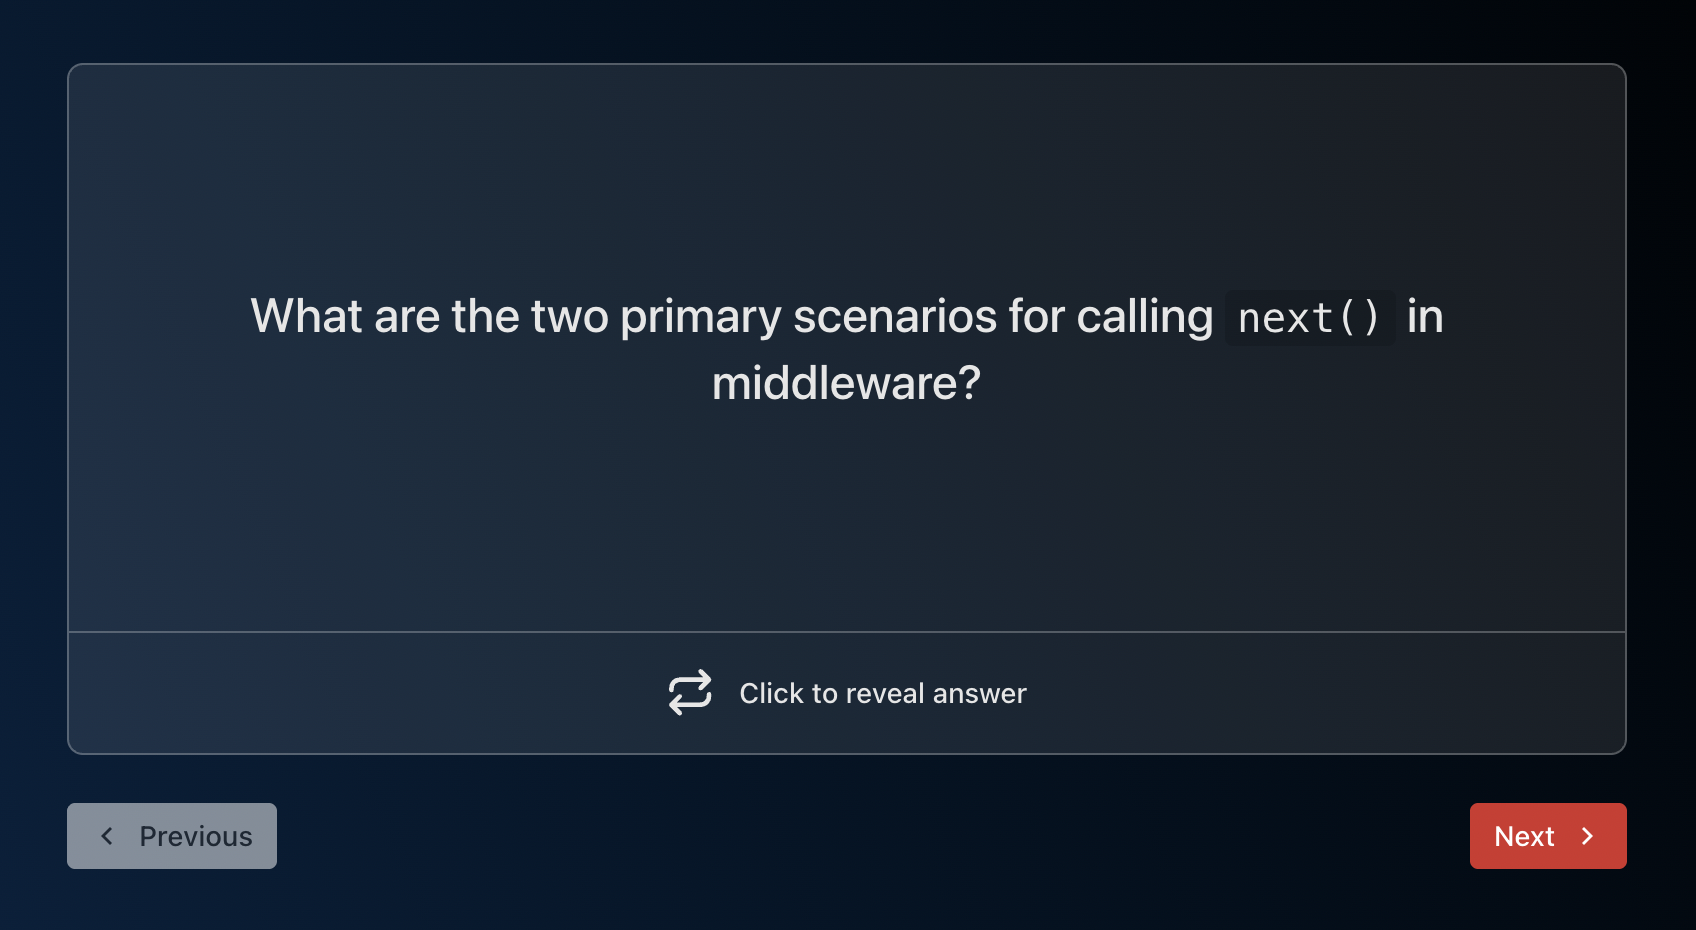 What are the two primary scenarios for calling next() in
middleware?
Click to reveal answer
Previous
Next